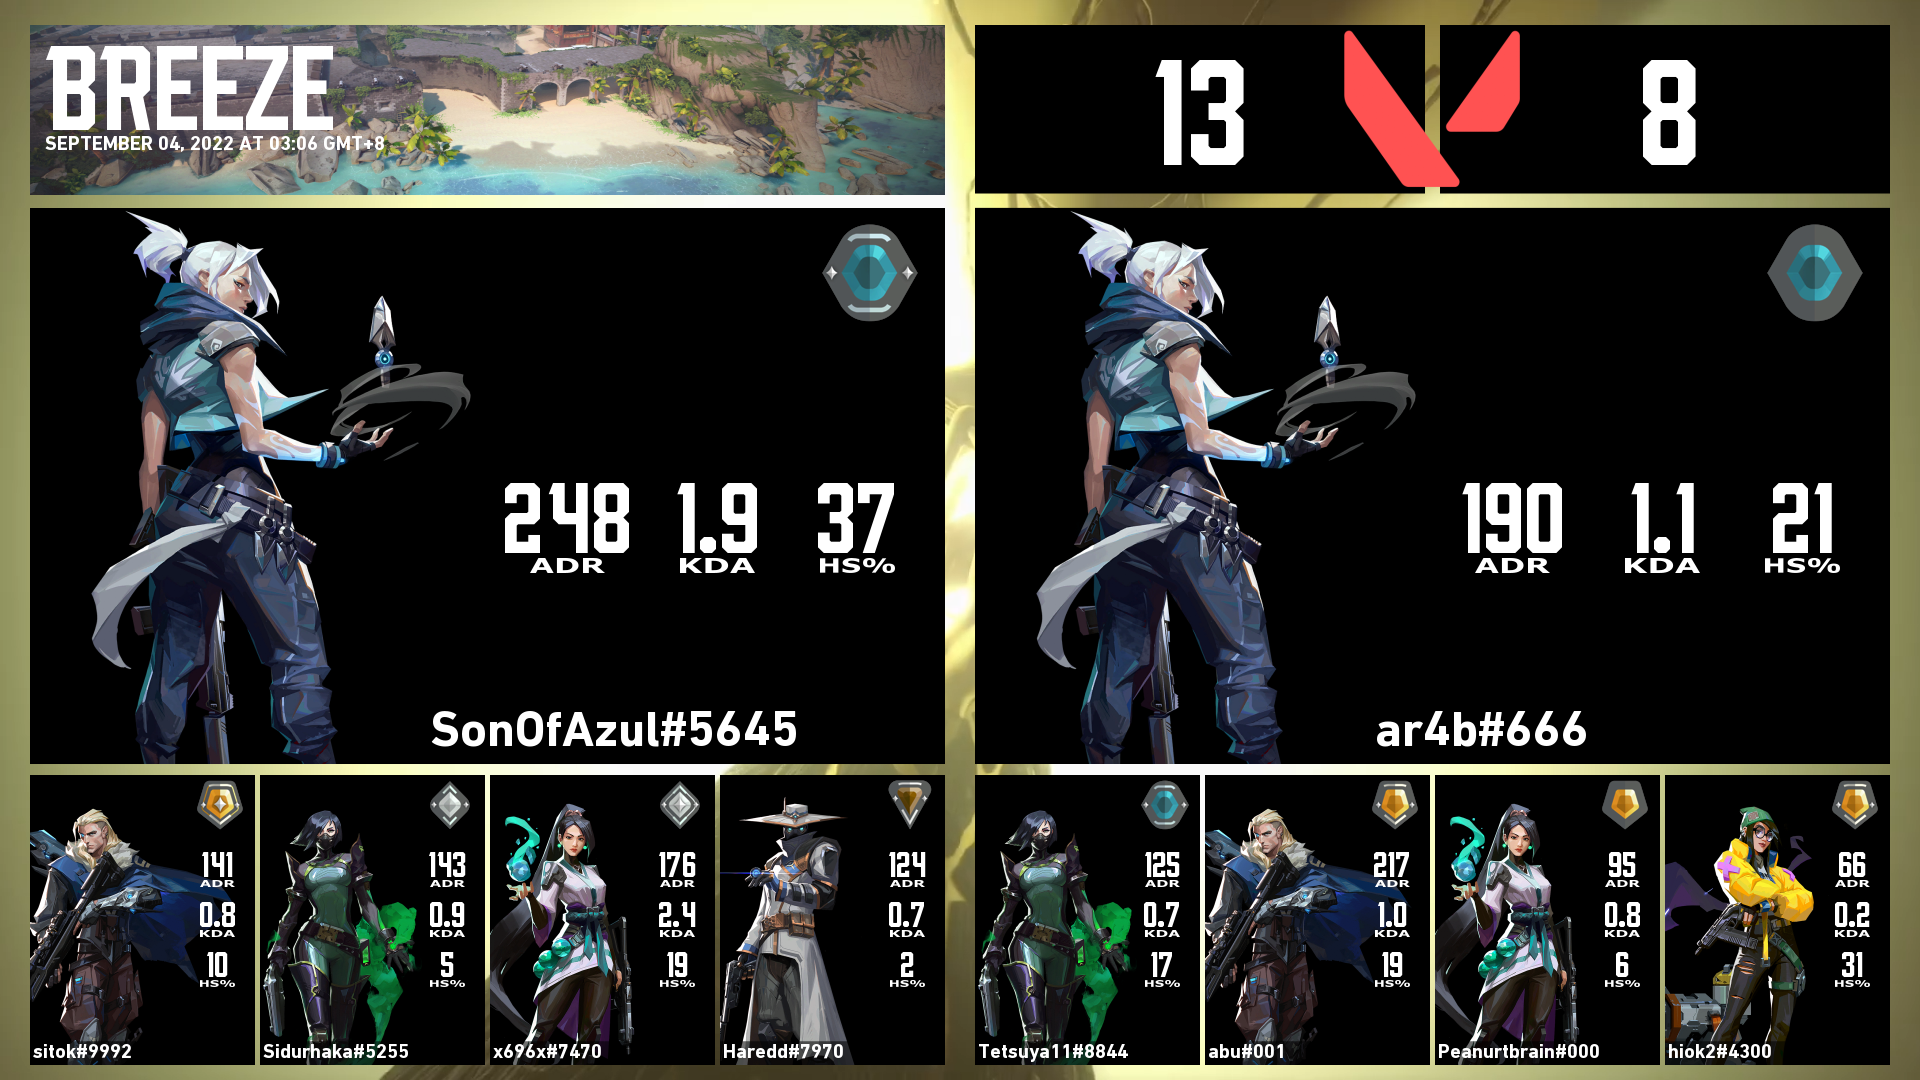 BREEZE
SEPTEMBER 04, 2022 AT 03:06 GMT+8
13
8
248 1.9 37
ADR KDA HS%
SonOfAzul#5645
190 1.1 21
ADR KDA HS%
ar4b#666
141
ADR
0.8
KDA
10
HS%
sitok#9992
143
ADR
0.9
KDA
5
HS%
Sidurhaka#5255
176
ADR
2.4
KDA
19
HS%
x696x#7470
124
ADR
0.7
KDA
2
HS%
Haredd#7970
125
ADR
0.7
KDA
17
HS%
Tetsuya11#8844
217
ADR
1.0
KDA
19
HS%
abu#001
95
ADR
0.8
KDA
6
HS%
Peanurtbrain#000
66
ADR
0.2
KDA
31
HS%
hiok2#4300